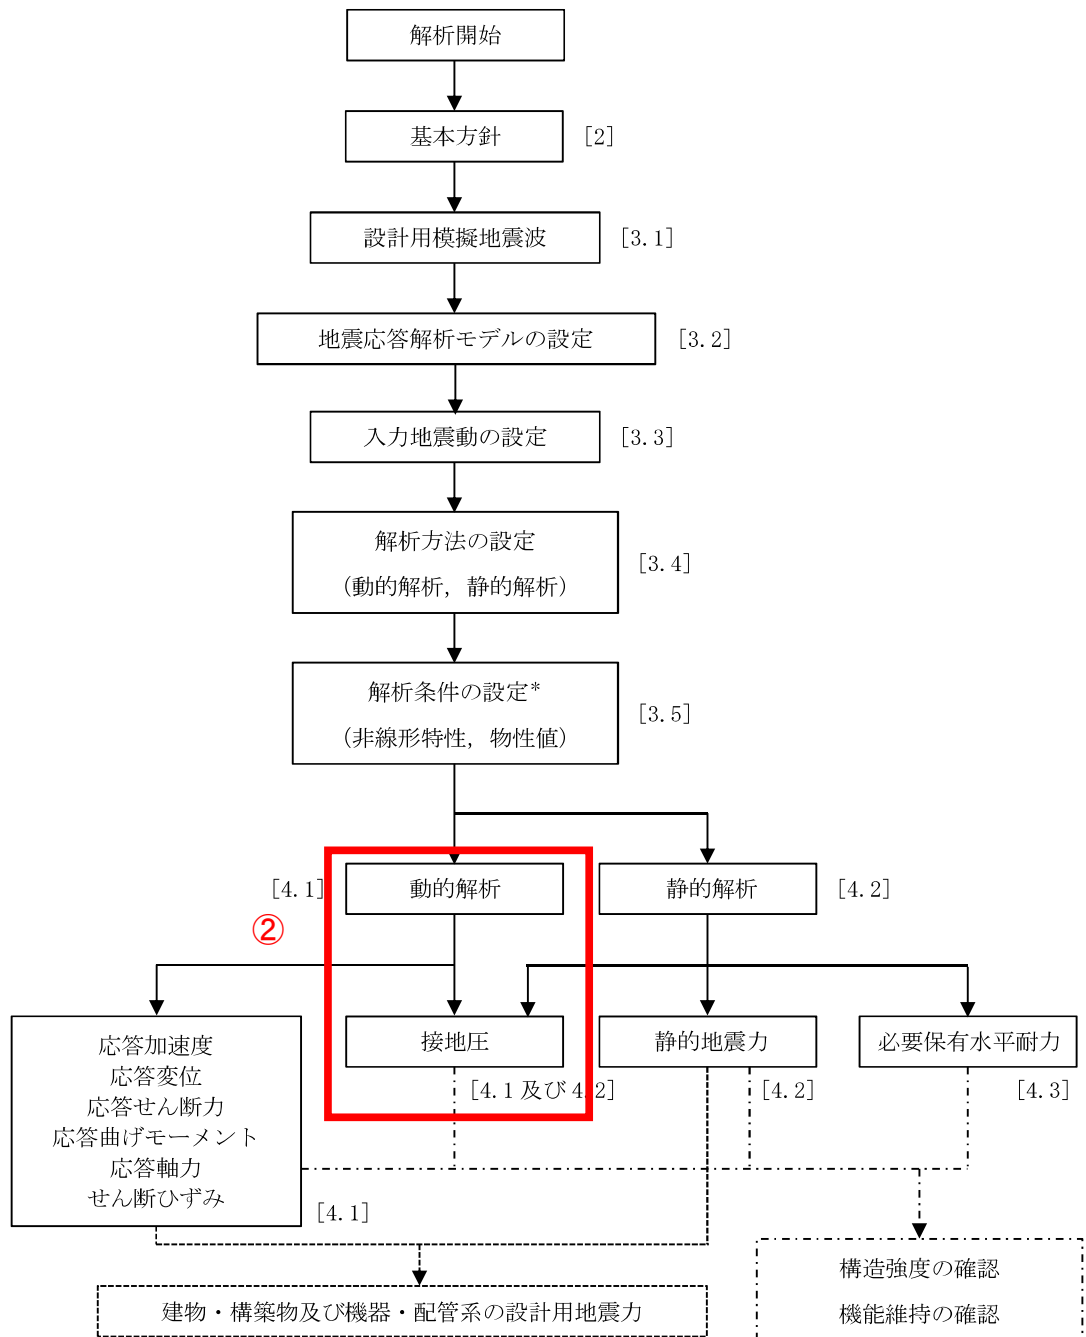 解析開始
基本方針
[2]
設計用模擬地震波
[3.1]
地震応答解析モデルの設定
[3.2]
入力地震動の設定
[3.3]
解析方法の設定
(動的解析，静的解析)
[3.4]
解析条件の設定*
(非線形特性，物性値)
[3.5]
[4.1]
動的解析
静的解析
[4.2]
②
応答加速度
応答変位
応答せん断力
応答曲げモーメント
応答軸力
せん断ひずみ
[4.1]
接地圧
[4.1 及び 4.2]
静的地震力
[4.2]
必要保有水平耐力
[4.3]
建物・構築物及び機器・配管系の設計用地震力
構造強度の確認
機能維持の確認